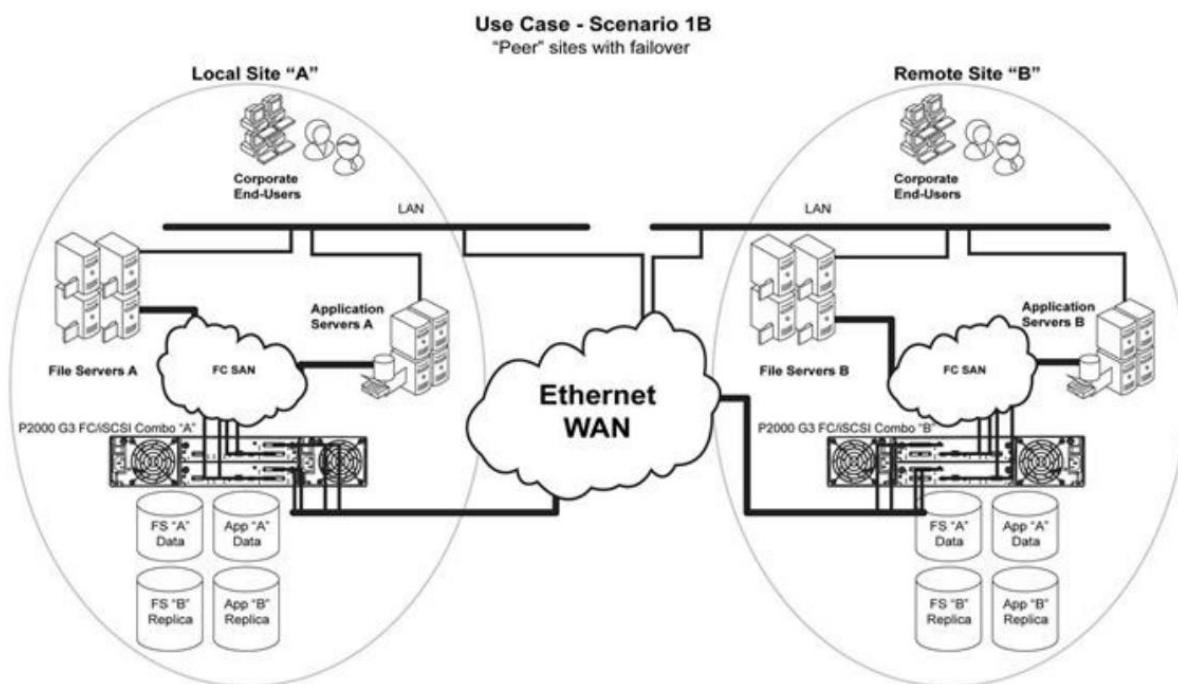 Use Case - Scenario 1B
"Peer" sites with failover
Local Site "A"
Corporate
End-Users
LAN
File Servers A
FC SAN
Application
Servers A
P2000 G3 FC/iSCSI Combo "A"
FS "A"
Data
App "A"
Data
FS "B"
Replica
App "B"
Replica
Ethernet
WAN
Remote Site "B"
Corporate
End-Users
LAN
File Servers B
FC SAN
Application
Servers B
P2000 G3 FC/iSCSI Combo "B"
FS "A"
Data
App "A"
Data
FS "B"
Replica
App "B"
Replica